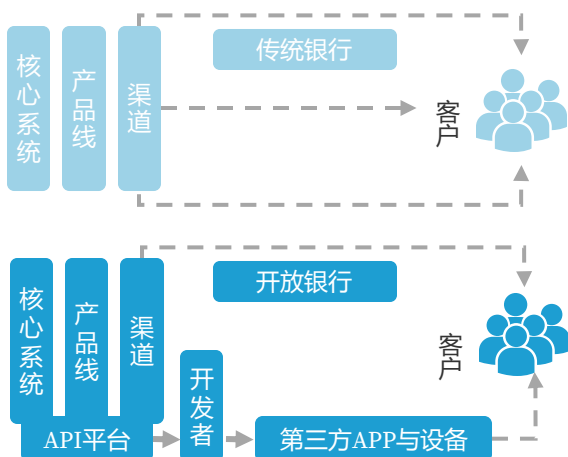 传统银行
核心系统
产品线
渠道
客户
开放银行
核心系统
产品线
渠道
客户
开发者
API平台
第三方APP与设备